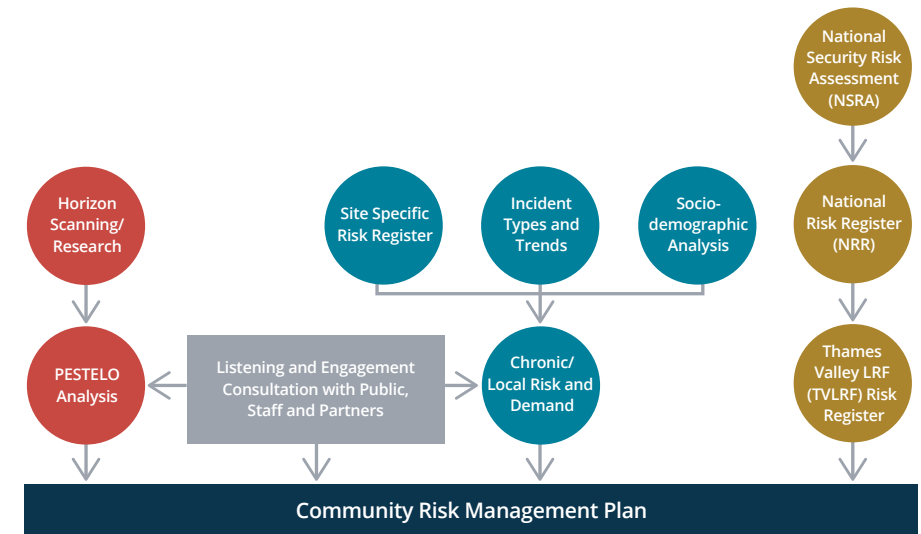 National
Security Risk
Assessment
(NSRA)
Horizon
Scanning/
Research
Site Specific
Risk Register
Incident
Types and
Trends
Socio-
demographic
Analysis
National
Risk Register
(NRR)
PESTELO
Analysis
Listening and Engagement
Consultation with Public,
Staff and Partners
Chronic/
Local Risk and
Demand
Thames
Valley LRF
(TVLRF) Risk
Register
Community Risk Management Plan